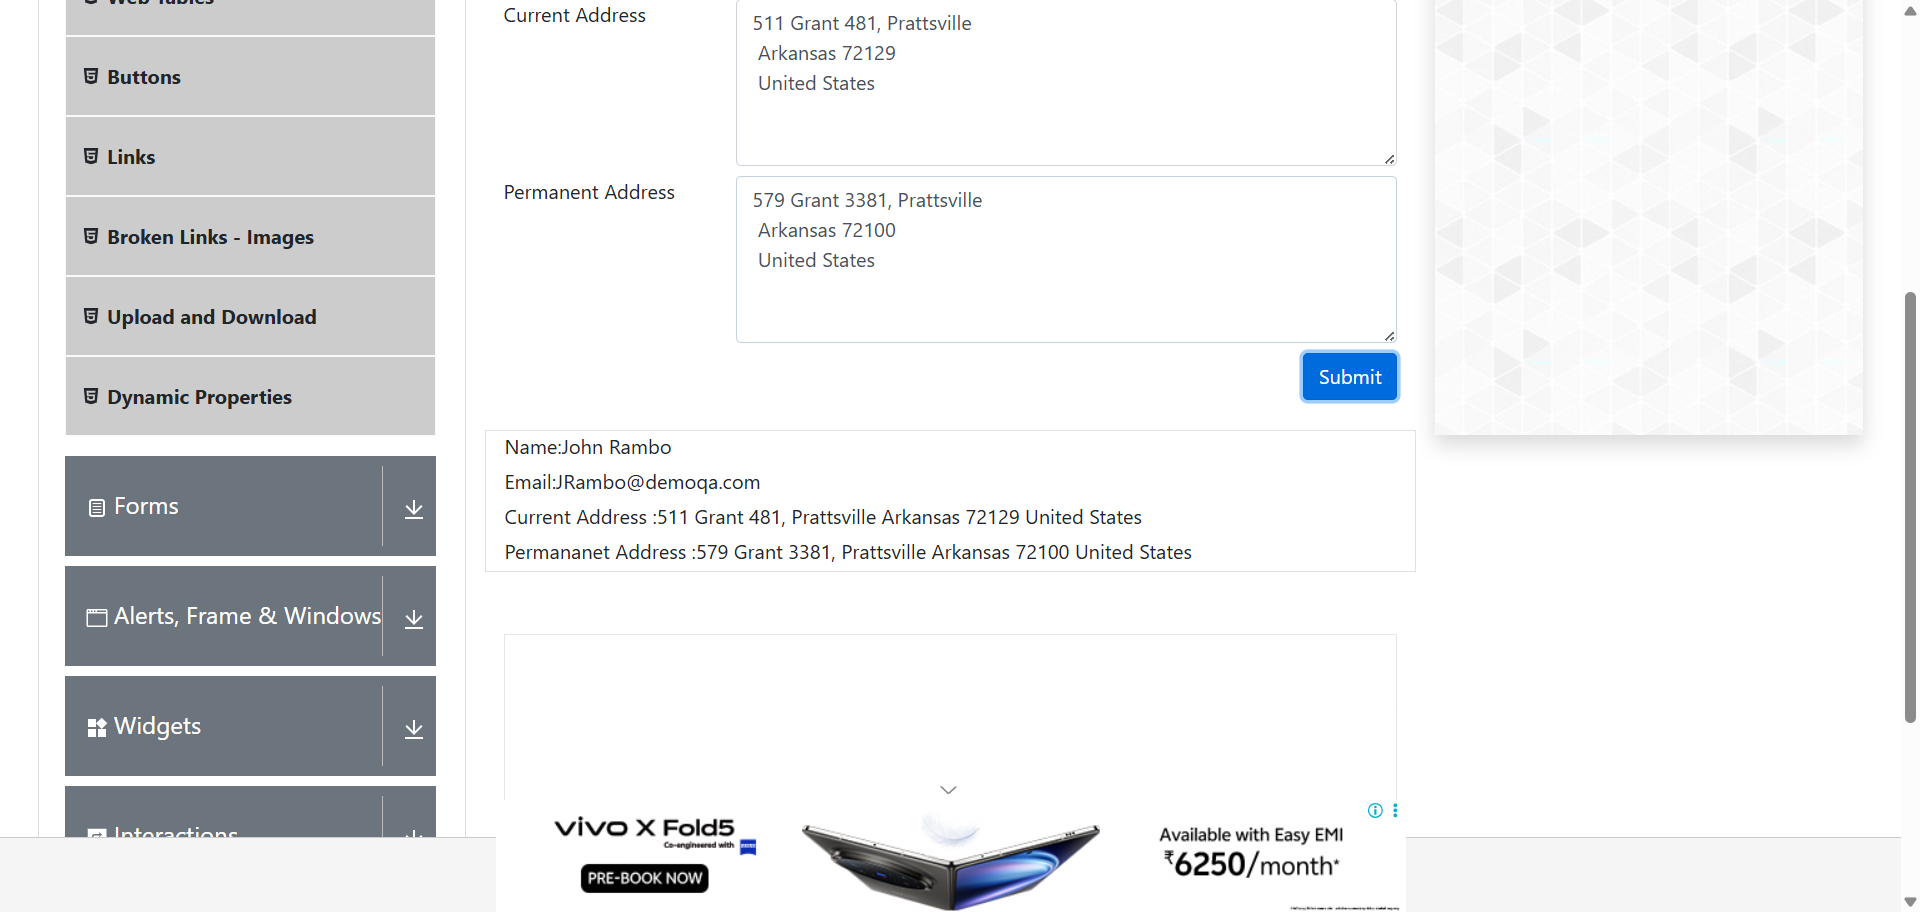 Web Tables
Buttons
Links
Broken Links - Images
Upload and Download
Dynamic Properties
Forms
Alerts, Frame & Windows
Widgets
Interactions
Current Address
511 Grant 481, Prattsville
Arkansas 72129
United States
Permanent Address
579 Grant 3381, Prattsville
Arkansas 72100
United States
Submit
Name:John Rambo
Email:JRambo@demoqa.com
Current Address :511 Grant 481, Prattsville Arkansas 72129 United States
Permananet Address :579 Grant 3381, Prattsville Arkansas 72100 United States
vivo X Fold5
Co-engineered with ZEISS
PRE-BOOK NOW
Available with Easy EMI
₹6250/month*